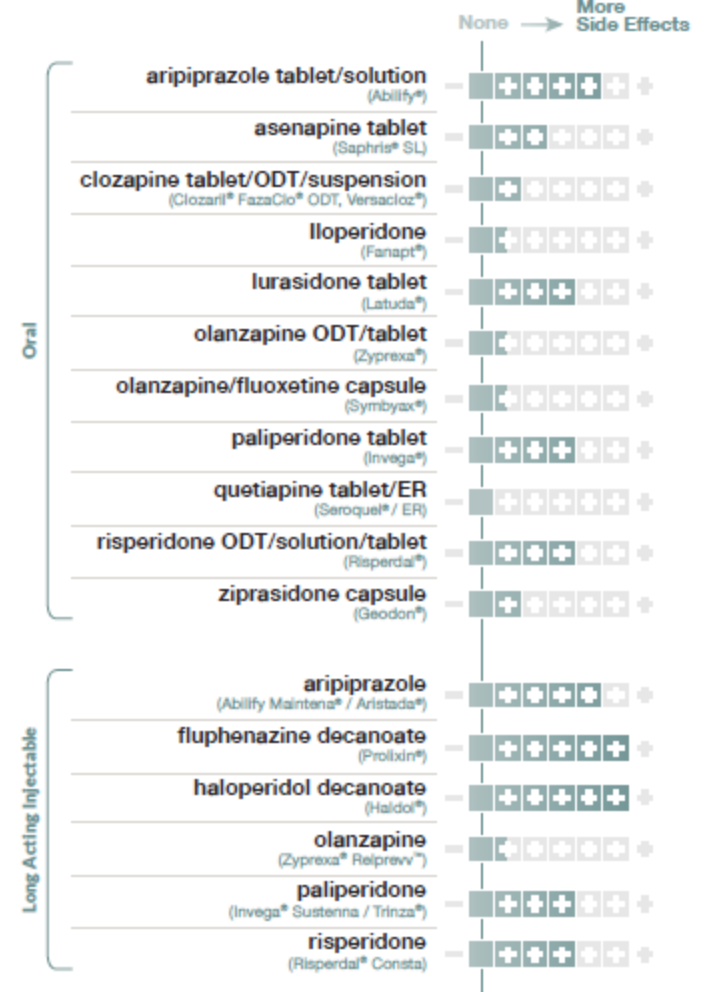 None → More
Side Effects
Oral
aripiprazole tablet/solution
(Abilify®)
asenapine tablet
(Saphris® SL)
clozapine tablet/ODT/suspension
(Clozaril® FazaClo® ODT, Versacloz®)
lloperidone
(Fanapt®)
lurasidone tablet
(Latuda®)
olanzapine ODT/tablet
(Zyprexa®)
olanzapine/fluoxetine capsule
(Symbyax®)
paliperidone tablet
(Invega®)
quetiapine tablet/ER
(Seroquel® / ER)
risperidone ODT/solution/tablet
(Risperdal®)
ziprasidone capsule
(Geodon®)
Long Acting Injectable
aripiprazole
(Abilify Maintena® / Aristada®)
fluphenazine decanoate
(Prolixin®)
haloperidol decanoate
(Haldol®)
olanzapine
(Zyprexa® Relprevv™)
paliperidone
(Invega® Sustenna / Trinza®)
risperidone
(Risperdal® Consta)